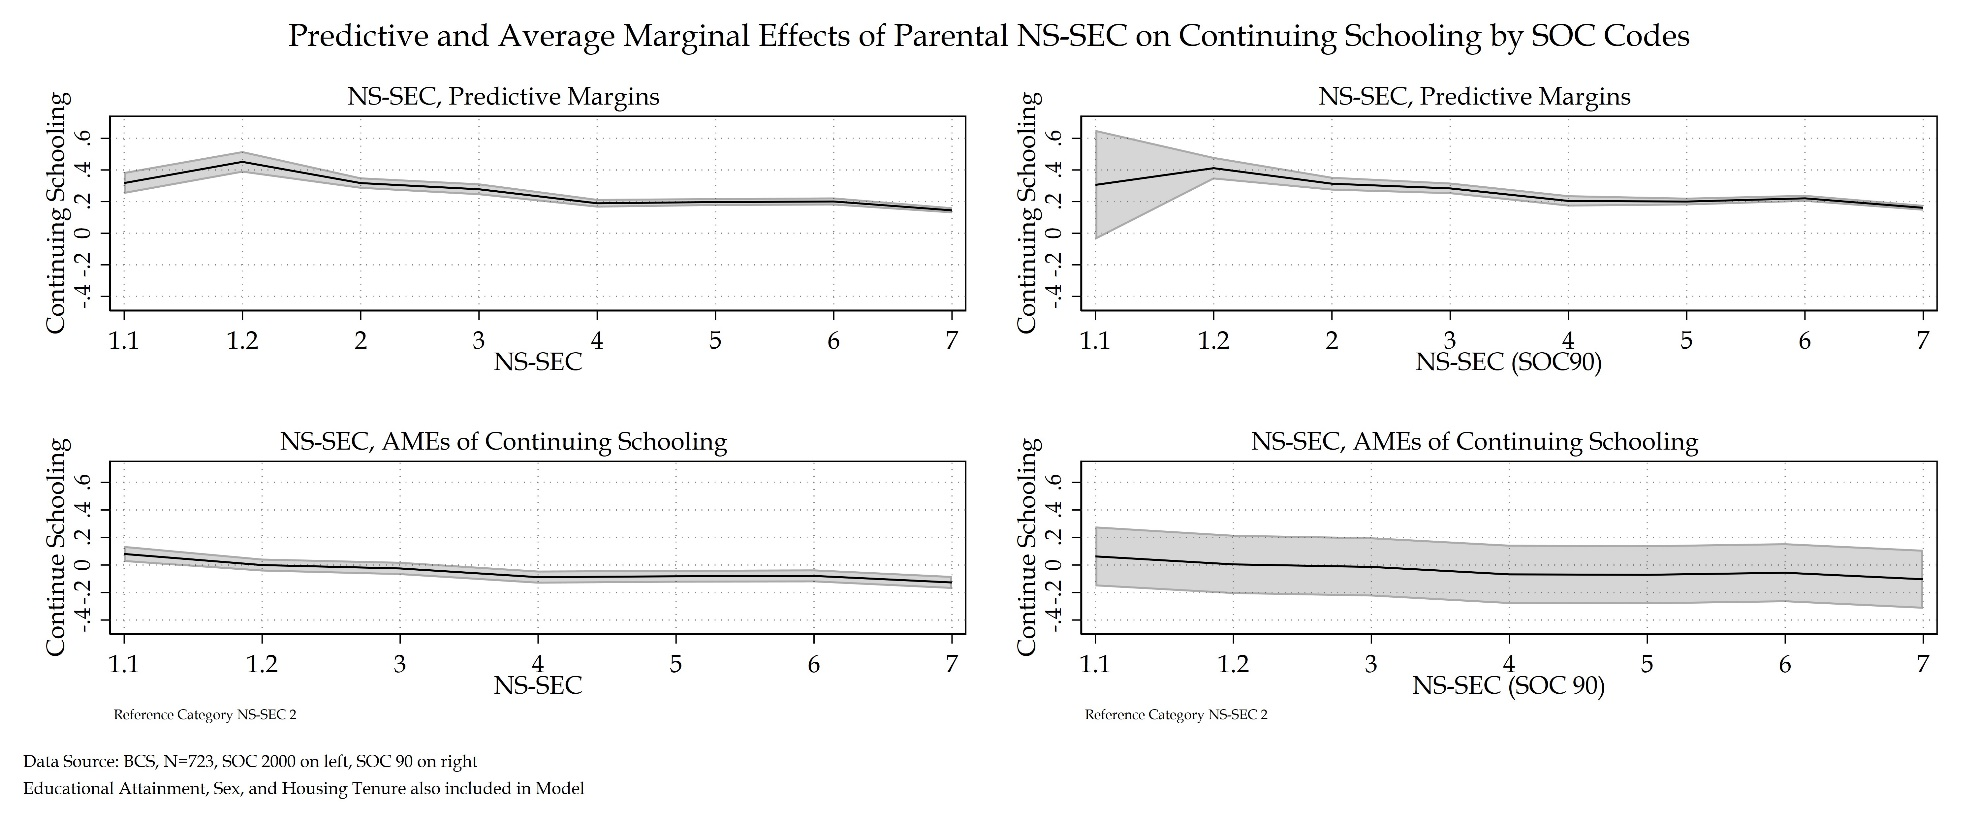 Predictive and Average Marginal Effects of Parental NS-SEC on Continuing Schooling by SOC Codes
NS-SEC, Predictive Margins
Continuing Schooling
.6
.4
.2
0
-.2
-.4
1.1 1.2 2 3 4 5 6 7
NS-SEC
NS-SEC, Predictive Margins
Continuing Schooling
.6
.4
.2
0
-.2
-.4
1.1 1.2 2 3 4 5 6 7
NS-SEC (SOC90)
NS-SEC, AMEs of Continuing Schooling
Continue Schooling
.6
.4
.2
0
-.2
-.4
1.1 1.2 3 4 5 6 7
NS-SEC
Reference Category NS-SEC 2
NS-SEC, AMEs of Continuing Schooling
Continue Schooling
.6
.4
.2
0
-.2
-.4
1.1 1.2 3 4 5 6 7
NS-SEC (SOC 90)
Reference Category NS-SEC 2
Data Source: BCS, N=723, SOC 2000 on left, SOC 90 on right
Educational Attainment, Sex, and Housing Tenure also included in Model